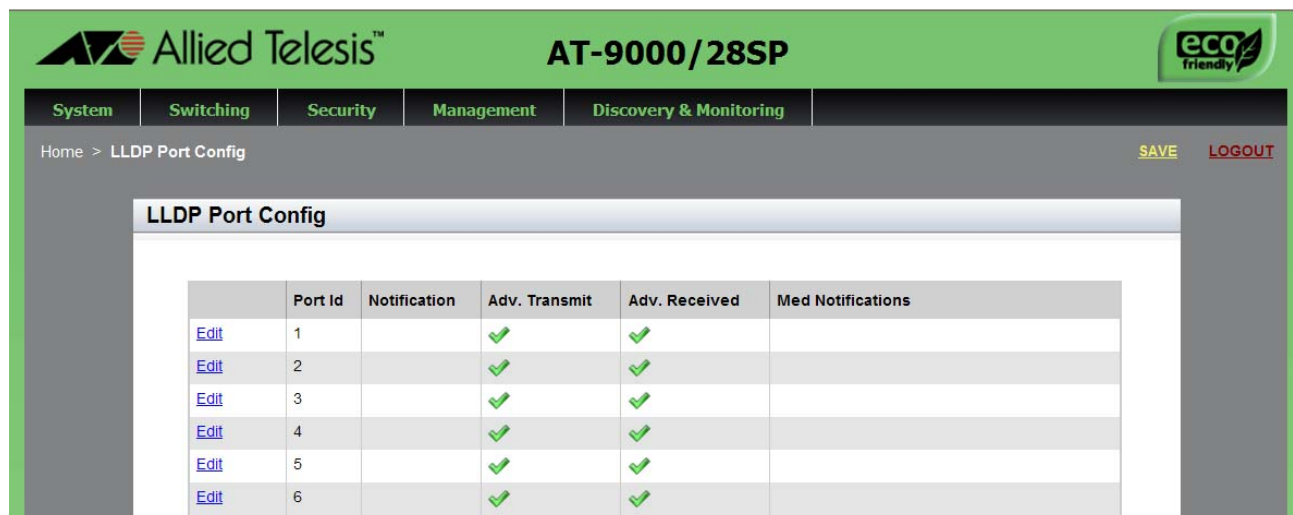 Allied Telesis™
AT-9000/28SP
eco
friendly
System Switching Security Management Discovery & Monitoring
Home > LLDP Port Config
SAVE LOGOUT
LLDP Port Config
Port Id Notification Adv. Transmit Adv. Received Med Notifications
Edit 1
Edit 2
Edit 3
Edit 4
Edit 5
Edit 6